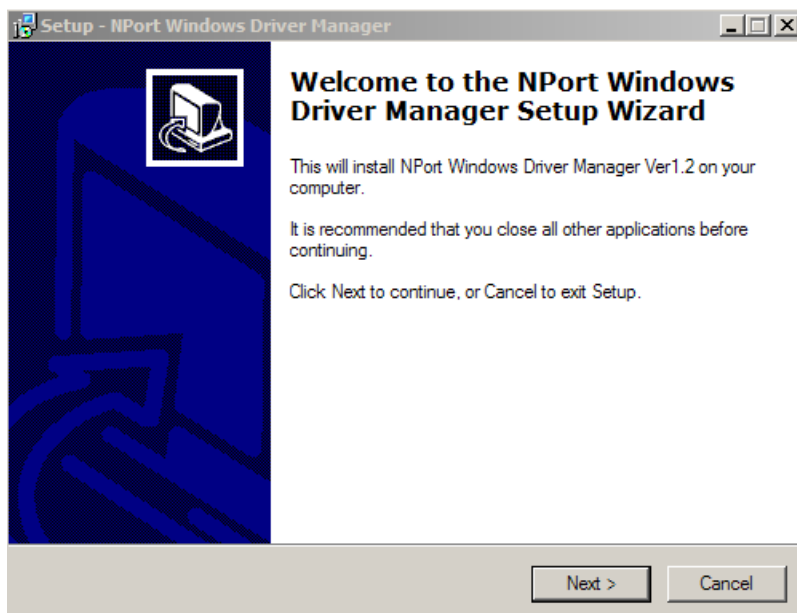 Setup - NPort Windows Driver Manager
Welcome to the NPort Windows
Driver Manager Setup Wizard
This will install NPort Windows Driver Manager Ver1.2 on your
computer.
It is recommended that you close all other applications before
continuing.
Click Next to continue, or Cancel to exit Setup.
Next >
Cancel